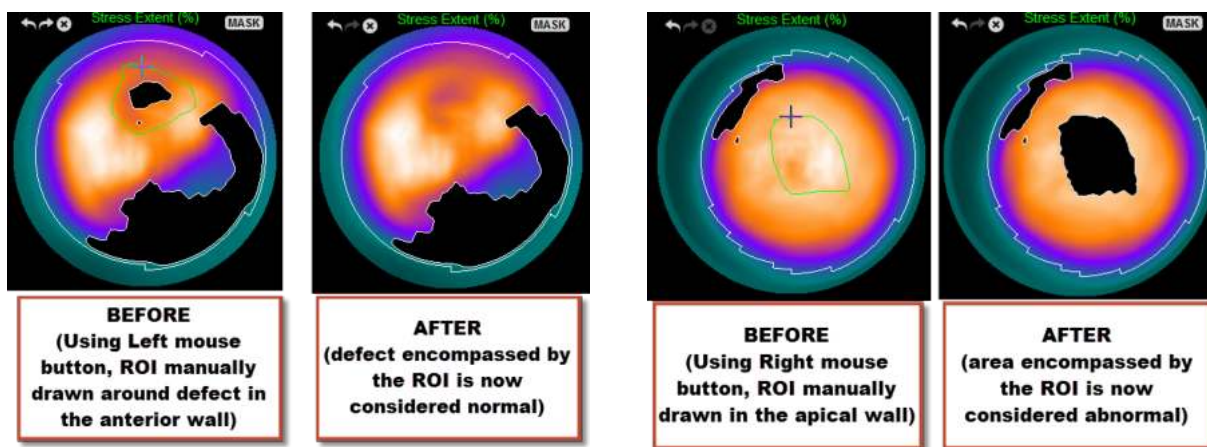 Stress Extent (%)
MASK
Stress Extent (%)
MASK
Stress Extent (%)
Stress Extent (%)
MASK
BEFORE
(Using Left mouse
button, ROI manually
drawn around defect in
the anterior wall)
AFTER
(defect encompassed by
the ROI is now
considered normal)
BEFORE
(Using Right mouse
button, ROI manually
drawn in the apical wall)
AFTER
(area encompassed by
the ROI is now
considered abnormal)